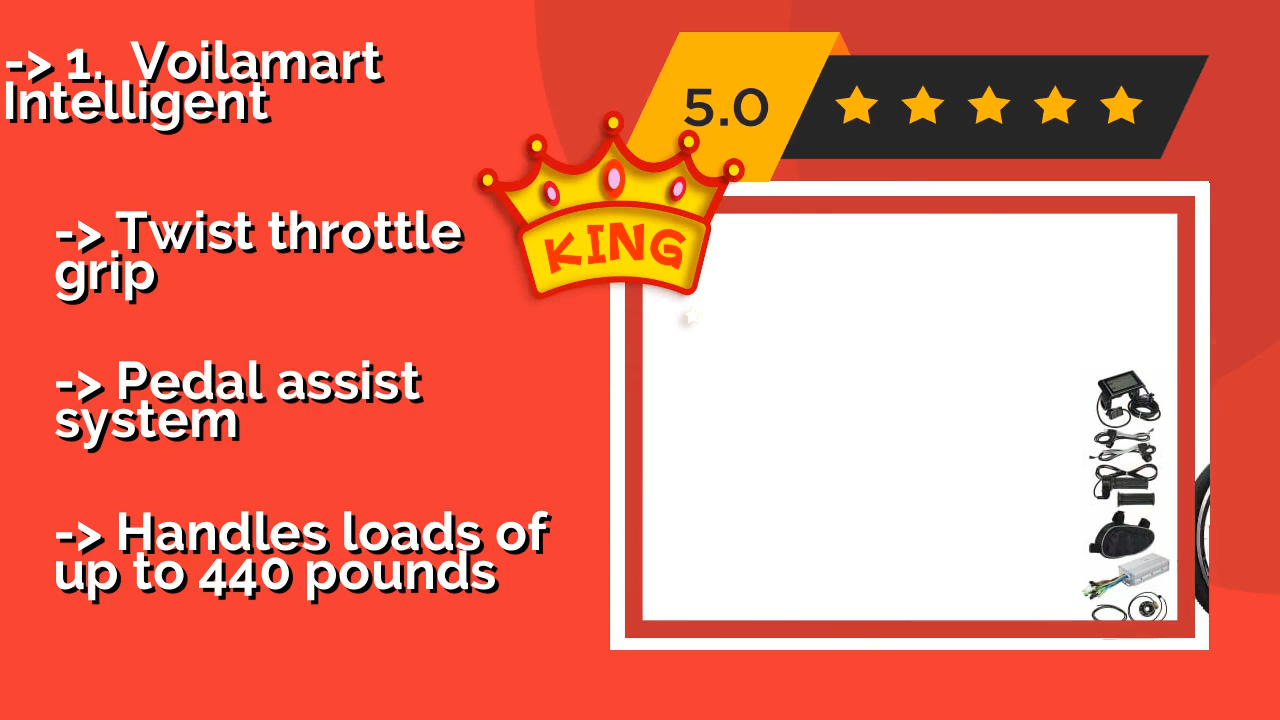 -> 1.  Voilamart
Intelligent
5.0
KING
-> Twist throttle
grip
-> Pedal assist
system
-> Handles loads of
up to 440 pounds